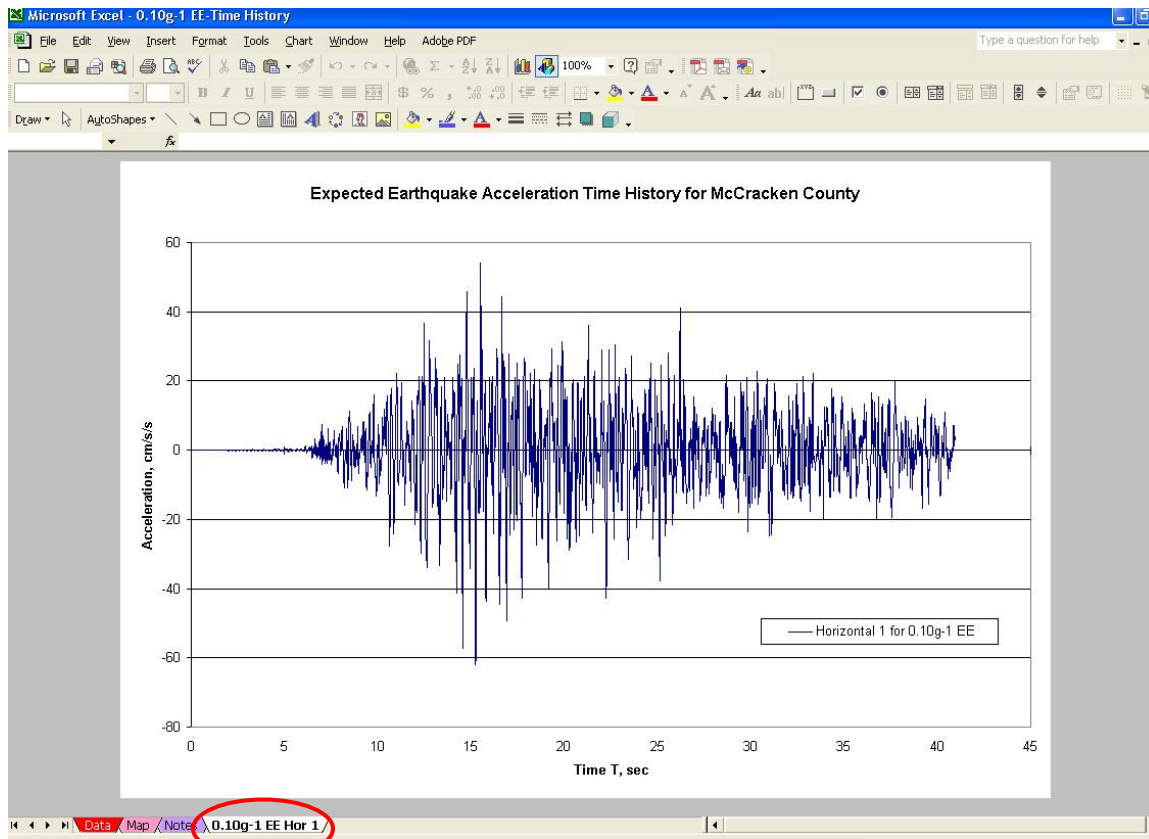 Microsoft Excel - 0.10g-1 EE-Time History
File Edit View Insert Format Tools Chart Window Help Adobe PDF Type a question for help
100%
B I U $ % ,
Draw AutoShapes
fx
Expected Earthquake Acceleration Time History for McCracken County
60
40
20
0
-20
-40
-60
-80
Acceleration, cm/s/s
Horizontal 1 for 0.10g-1 EE
0 5 10 15 20 25 30 35 40 45
Time T, sec
Data Map Notes 0.10g-1 EE Hor 1